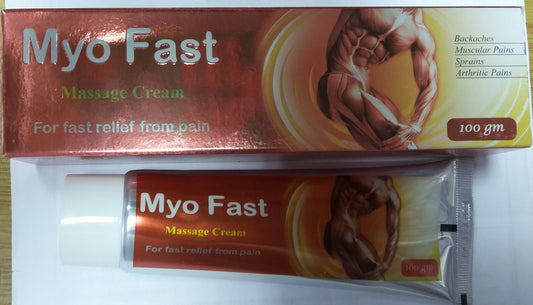 Myo Fast
Massage Cream
For fast relief from pain
Backaches
Muscular Pains
Sprains
Arthritic Pains
100 gm
Myo Fast
Massage Cream
For fast relief from pain
100 gm